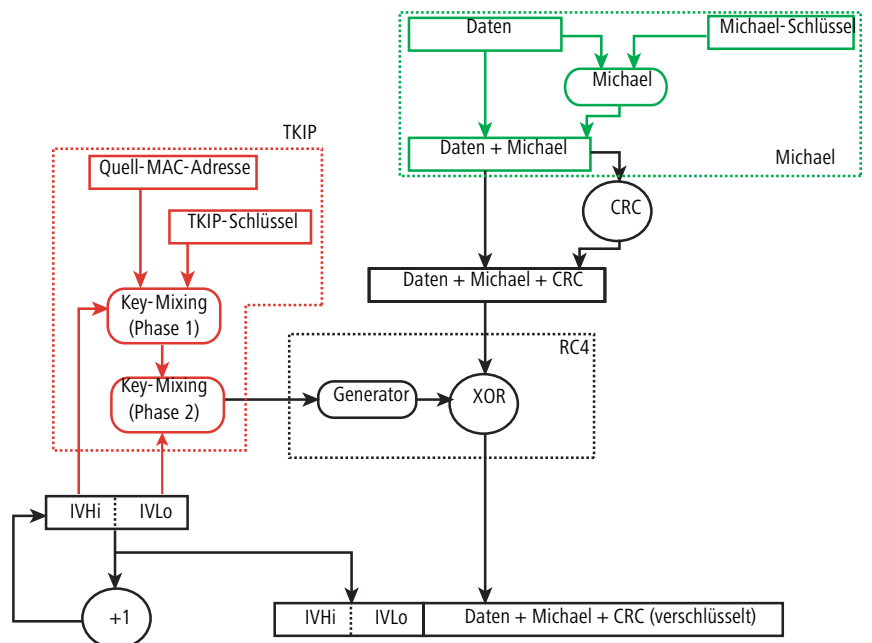 Daten
Michael-Schlüssel
Michael
Daten + Michael
Michael
TKIP
Quell-MAC-Adresse
TKIP-Schlüssel
CRC
Daten + Michael + CRC
Key-Mixing
(Phase 1)
RC4
Key-Mixing
(Phase 2)
Generator
XOR
IVHi
IVLo
+1
IVHi
IVLo
Daten + Michael + CRC (verschlüsselt)